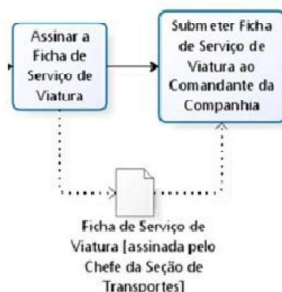 Assinar a
Ficha de
Serviço de
Viatura
Submeter Ficha
de Serviço de
Viatura ao
Comandante da
Companhia
Ficha de Serviço de
Viatura [assinada pelo
Chefe da Seção de
Transportes]